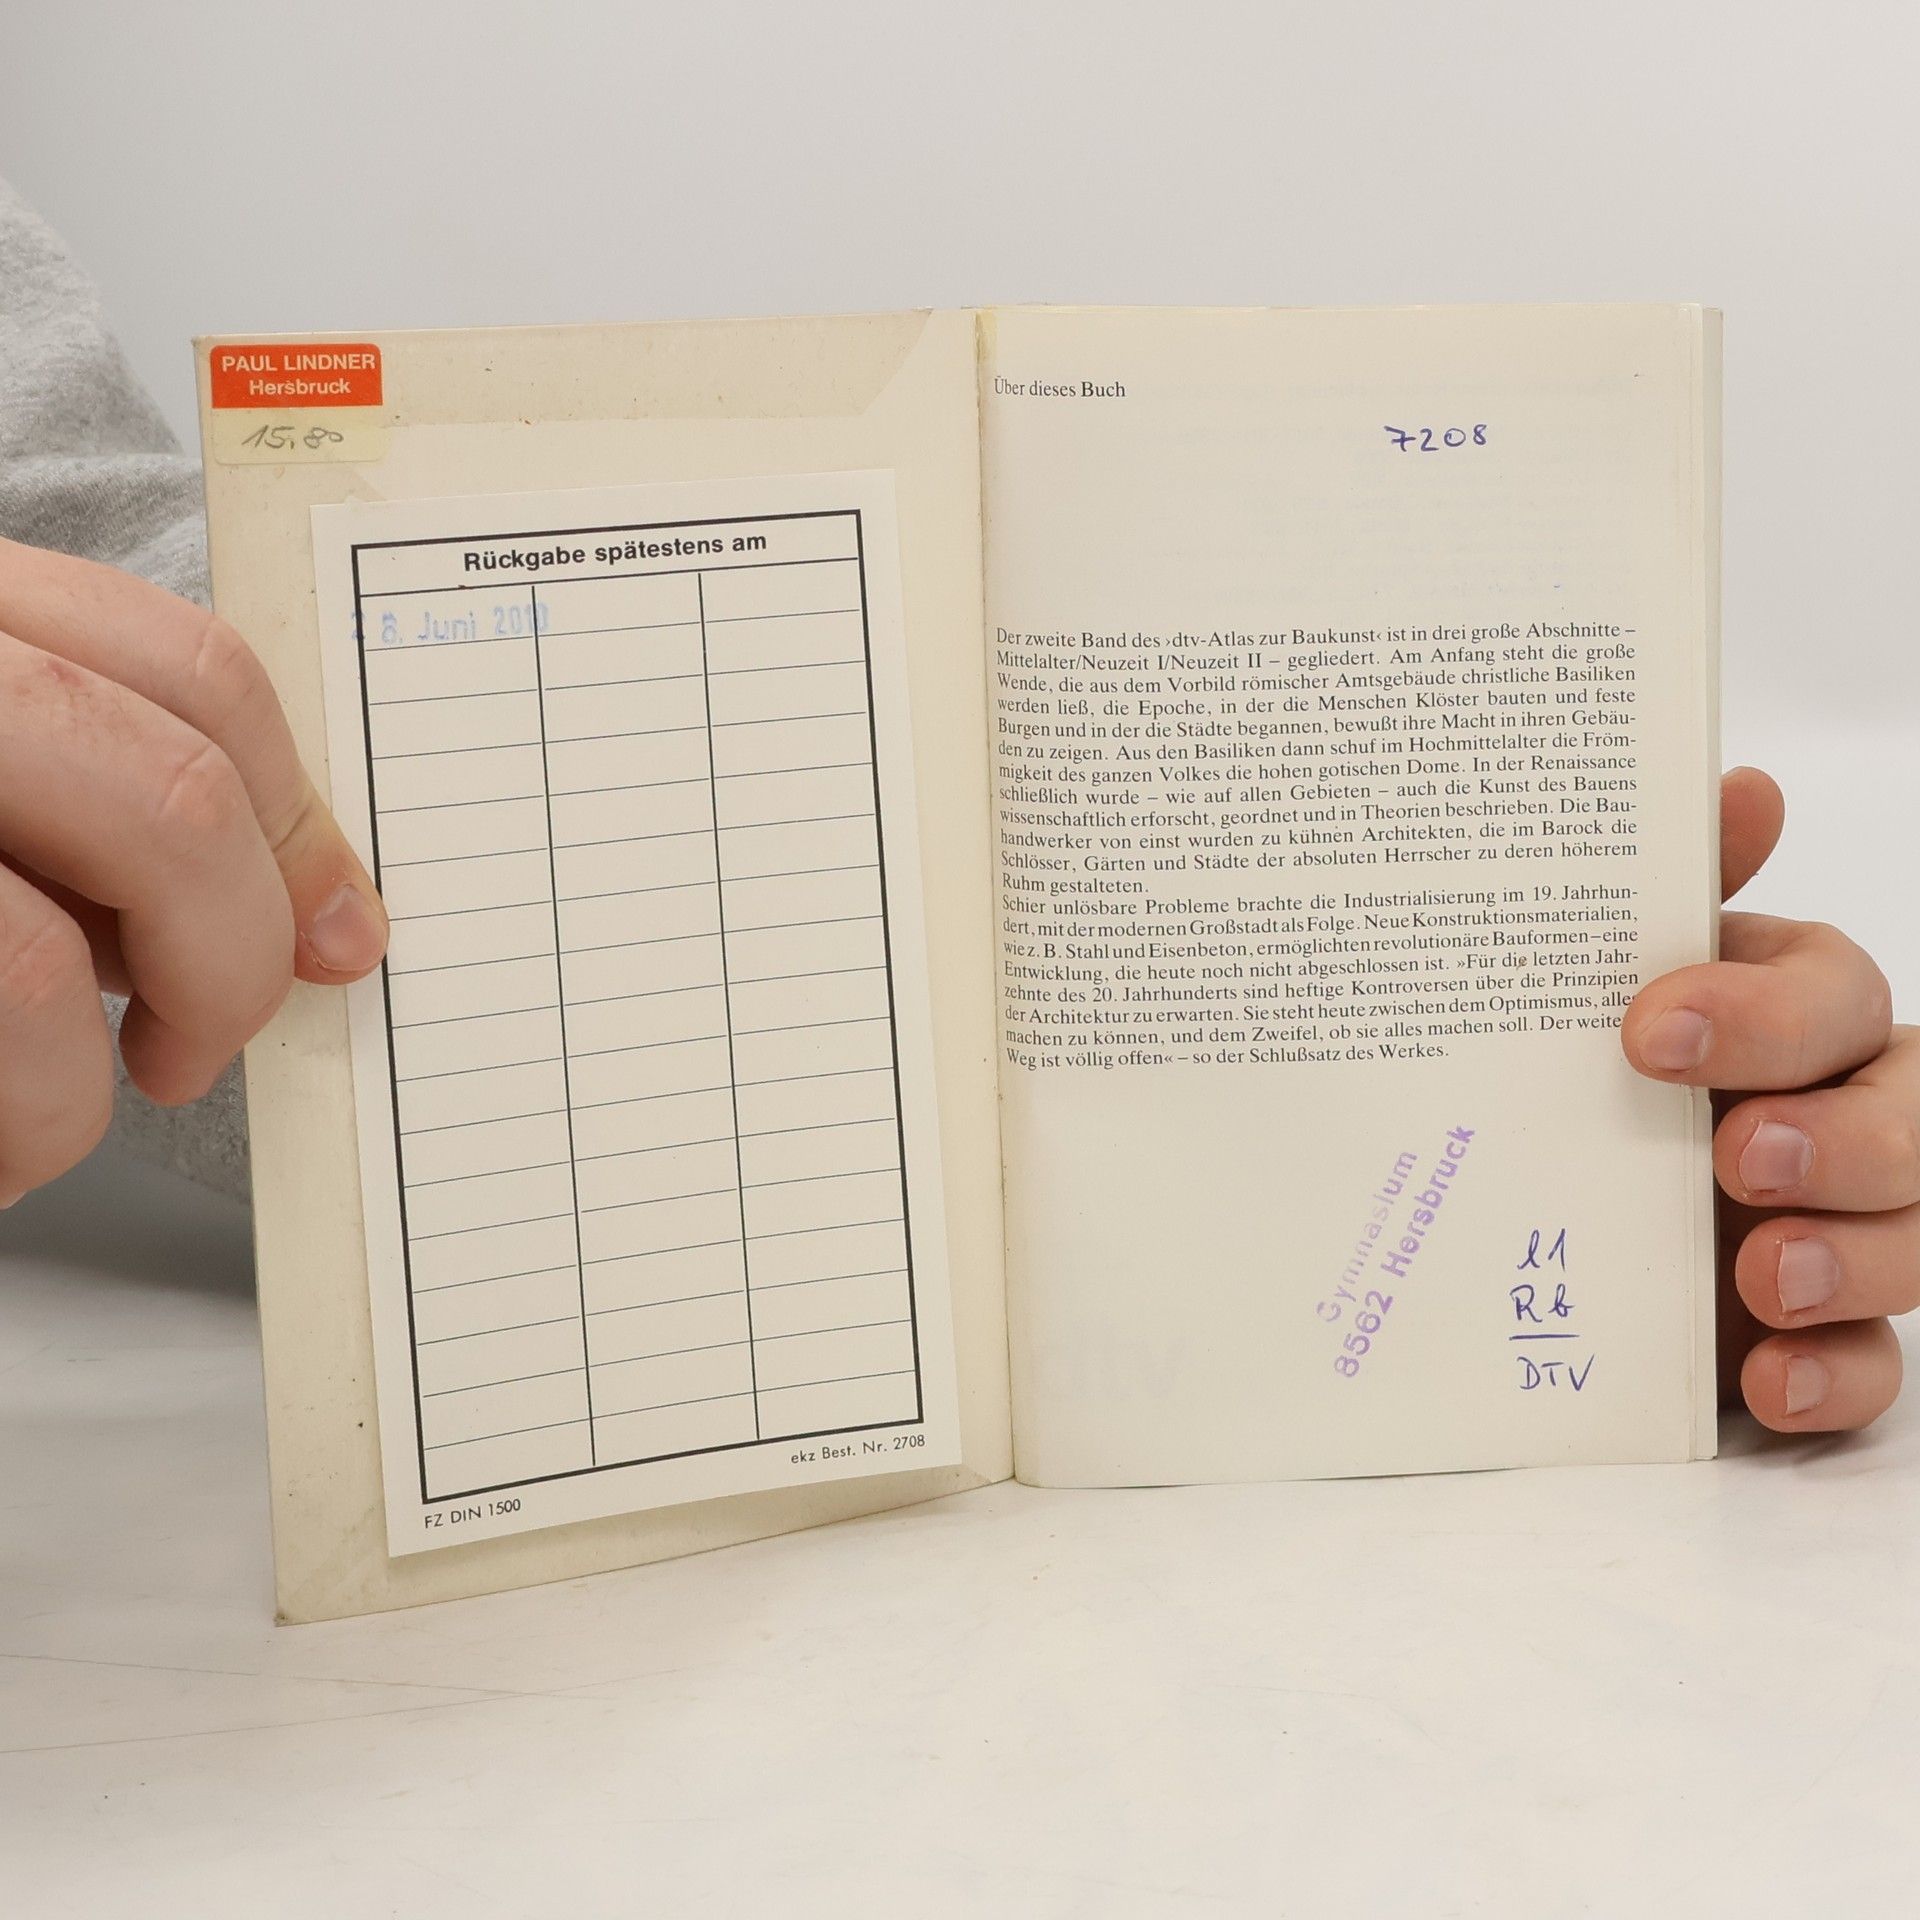 PAUL LINDNER
Hersbruck
15,80
Rückgabe spätestens am
28. Juni 2010
ekz Best. Nr. 2708
FZ DIN 1500
Über dieses Buch
7208
Der zweite Band des ›dtv-Atlas zur Baukunst‹ ist in drei große Abschnitte –
Mittelalter/Neuzeit I/Neuzeit II – gegliedert. Am Anfang steht die große
Wende, die aus dem Vorbild römischer Amtsgebäude christliche Basiliken
werden ließ, die Epoche, in der die Menschen Klöster bauten und feste
Burgen und in der die Städte begannen, bewußt ihre Macht in ihren Gebäu-
den zu zeigen. Aus den Basiliken dann schuf im Hochmittelalter die Fröm-
migkeit des ganzen Volkes die hohen gotischen Dome. In der Renaissance
schließlich wurde – wie auf allen Gebieten – auch die Kunst des Bauens
wissenschaftlich erforscht, geordnet und in Theorien beschrieben. Die Bau-
handwerker von einst wurden zu kühnen Architekten, die im Barock die
Schlösser, Gärten und Städte der absoluten Herrscher zu deren höherem
Ruhm gestalteten.
Schier unlösbare Probleme brachte die Industrialisierung im 19. Jahrhun-
dert, mit der modernen Großstadt als Folge. Neue Konstruktionsmaterialien,
wie z. B. Stahl und Eisenbeton, ermöglichten revolutionäre Bauformen – eine
Entwicklung, die heute noch nicht abgeschlossen ist. »Für die letzten Jahr-
zehnte des 20. Jahrhunderts sind heftige Kontroversen über die Prinzipien
der Architektur zu erwarten. Sie steht heute zwischen dem Optimismus, alles
machen zu können, und dem Zweifel, ob sie alles machen soll. Der weite
Weg ist völlig offen« – so der Schlußsatz des Werkes.
Gymnasium
8562 Hersbruck
l1
Rb
DTV